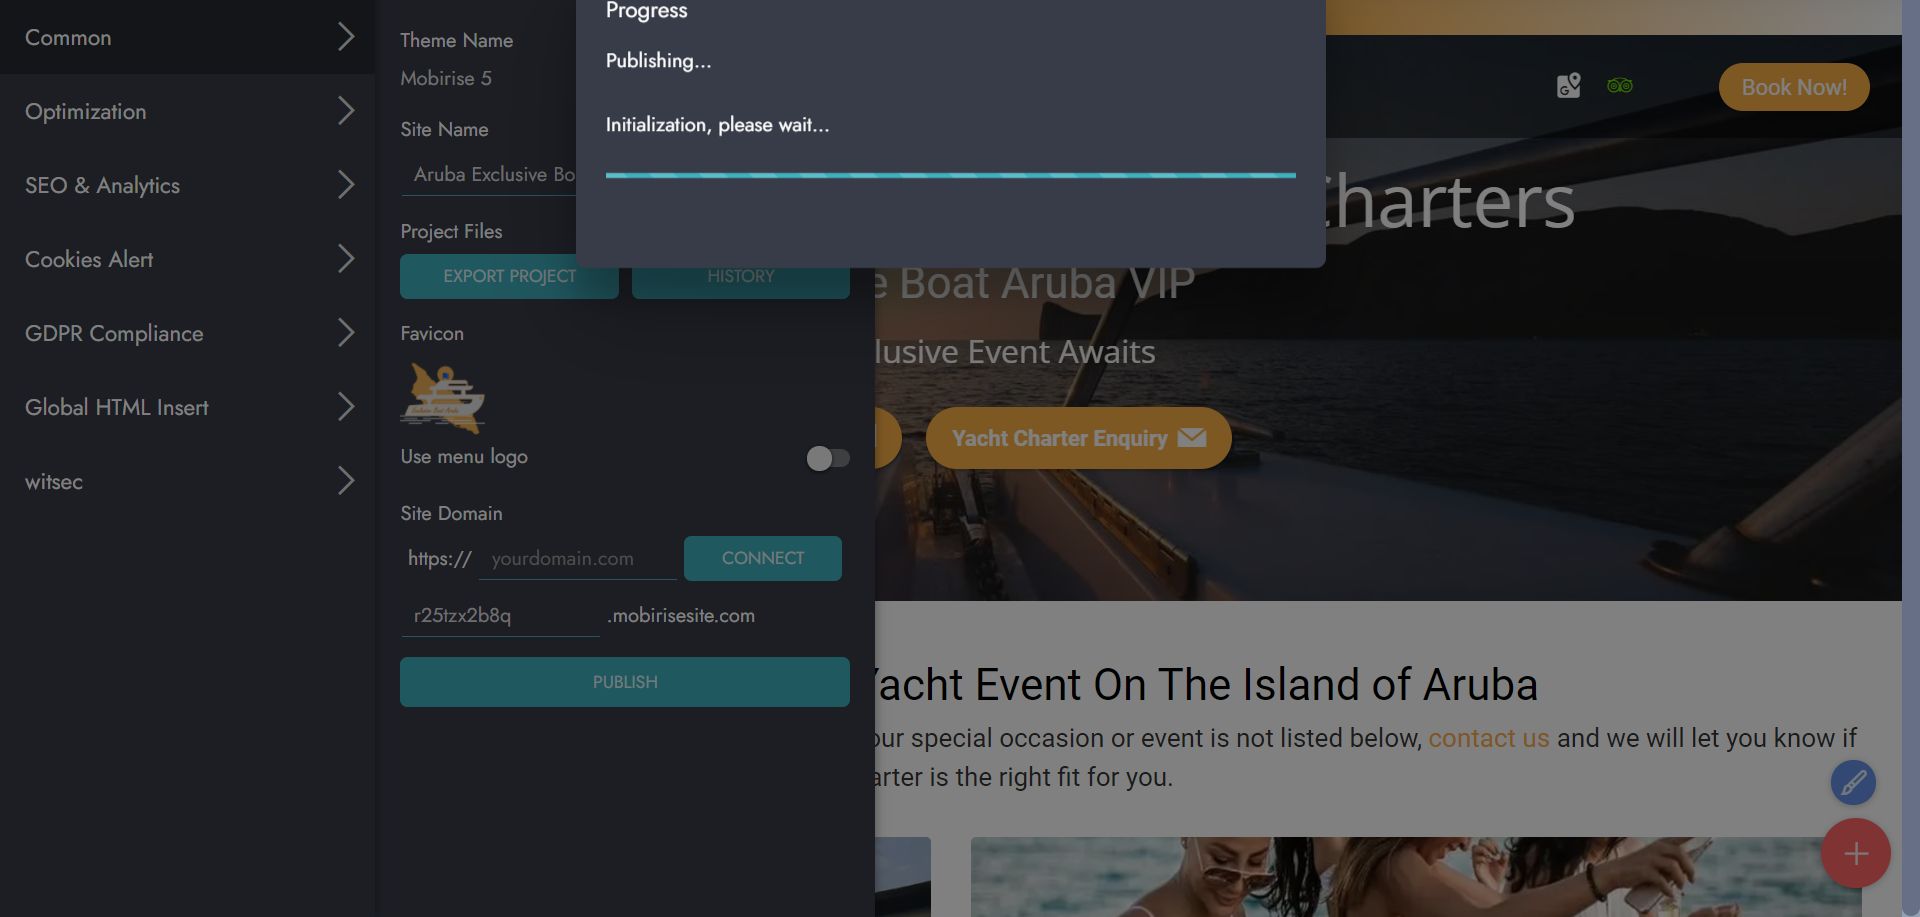 Common
Optimization
SEO & Analytics
Cookies Alert
GDPR Compliance
Global HTML Insert
witsec
Theme Name
Mobirise 5
Site Name
Aruba Exclusive Bo
Project Files
EXPORT PROJECT
HISTORY
Favicon
Use menu logo
Site Domain
https://
yourdomain.com
CONNECT
r25tzx2b8q
.mobirisesite.com
PUBLISH
Progress
Publishing...
Initialization, please wait...
Book Now!
Charters
e Boat Aruba VIP
lusive Event Awaits
Yacht Charter Enquiry
Yacht Event On The Island of Aruba
our special occasion or event is not listed below, contact us and we will let you know if
arter is the right fit for you.